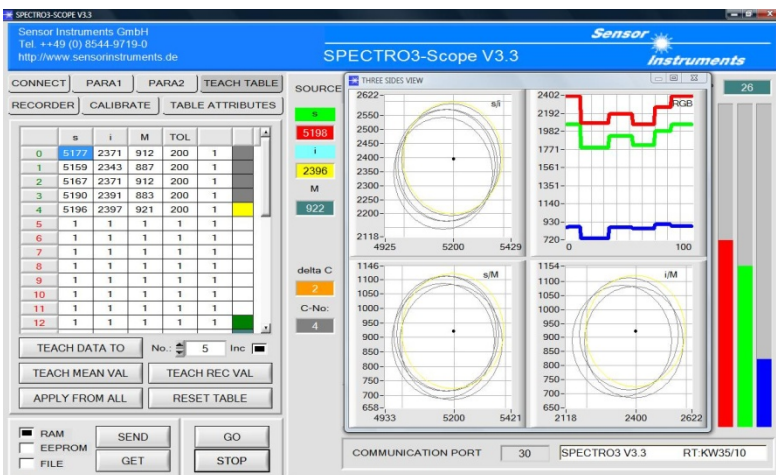 SPECTRO3-SCOPE V3.3
Sensor Instruments GmbH
Tel. ++49 (0) 8544-9719-0
http://www.sensorinstruments.de
SPECTRO3-Scope V3.3
Sensor
Instruments
CONNECT PARA1 PARA2 TEACH TABLE
RECORDER CALIBRATE TABLE ATTRIBUTES
s i M TOL
0 5177 2371 912 200 1
1 5159 2343 887 200 1
2 5167 2371 912 200 1
3 5190 2391 883 200 1
4 5196 2397 921 200 1
5 1 1 1 1 1
6 1 1 1 1 1
7 1 1 1 1 1
8 1 1 1 1 1
9 1 1 1 1 1
10 1 1 1 1 1
11 1 1 1 1 1
12 1 1 1 1 1
TEACH DATA TO No.: 5 Inc
TEACH MEAN VAL TEACH REC VAL
APPLY FROM ALL RESET TABLE
RAM
EEPROM
FILE
SEND GO
GET STOP
SOURCE
s
5198
i
2396
M
922
delta C
2
C-No:
4
THREE SIDES VIEW
26
s/i
2622
2550
2500
2450
2400
2350
2300
2250
2200
2118
4925 5200 5429
RGB
2402
2192
1982
1771
1561
1351
1140
930
720
0 100
s/M
1146
1100
1050
1000
950
900
850
800
750
700
658
4933 5200 5421
i/M
1154
1100
1050
1000
950
900
850
800
750
700
650
2118 2400 2622
COMMUNICATION PORT 30 SPECTRO3 V3.3 RT:KW35/10